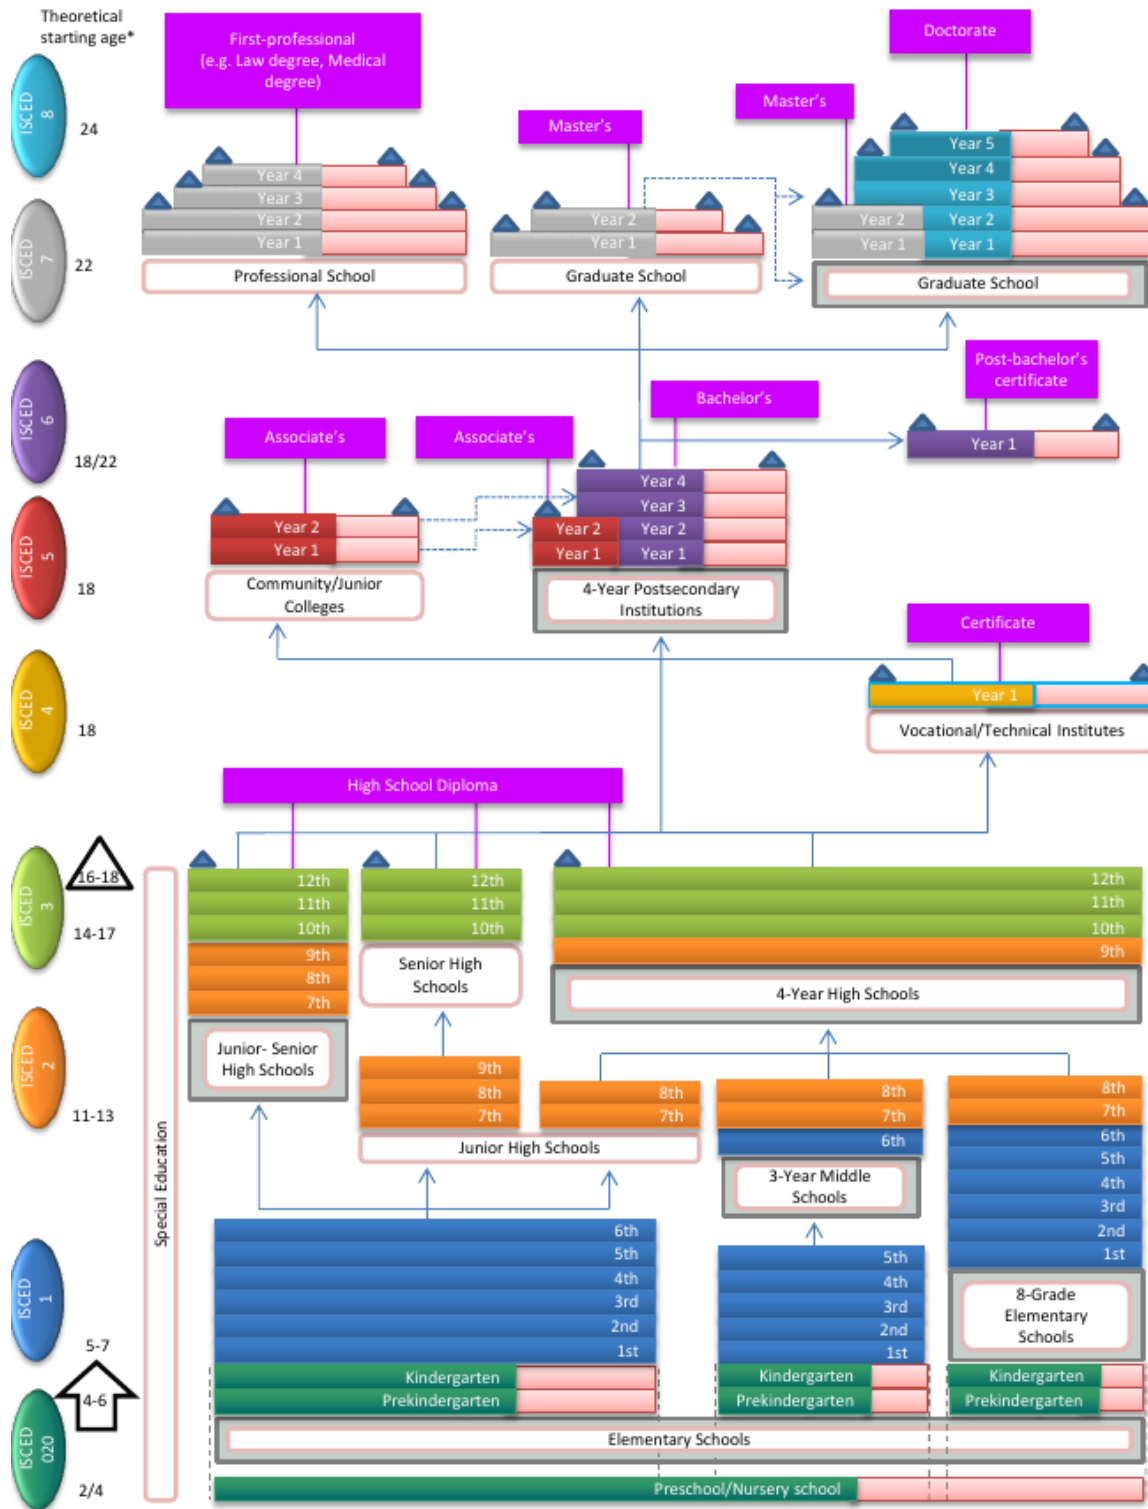 Theoretical
starting age*
First-professional
(e.g. Law degree, Medical
degree)
Doctorate
Master's
Master's
ISCED
8
24
Year 5
Year 4
Year 4
Year 3
Year 3
Year 2
Year 2
Year 2
Year 2
Year 1
Year 1
Year 1
Year 1
ISCED
7
22
Professional School
Graduate School
Graduate School
Post-bachelor's
certificate
Bachelor's
ISCED
6
Associate's
Associate's
Year 1
18/22
Year 4
Year 3
Year 2
Year 2
Year 2
Year 1
Year 1
Year 1
ISCED
5
18
Community/Junior
Colleges
4-Year Postsecondary
Institutions
Certificate
ISCED
4
Year 1
18
Vocational/Technical Institutes
High School Diploma
16-18
ISCED
3
14-17
12th
12th
12th
11th
11th
11th
10th
10th
10th
9th
9th
8th
7th
Senior High
Schools
4-Year High Schools
ISCED
2
11-13
Junior- Senior
High Schools
9th
8th
7th
8th
7th
8th
7th
6th
8th
7th
6th
5th
4th
3rd
2nd
1st
Junior High Schools
3-Year Middle
Schools
Special Education
ISCED
1
5-7
6th
5th
4th
3rd
2nd
1st
5th
4th
3rd
2nd
1st
8-Grade
Elementary
Schools
4-6
Kindergarten
Kindergarten
Kindergarten
Prekindergarten
Prekindergarten
Prekindergarten
ISCED
020
2/4
Elementary Schools
Preschool/Nursery school